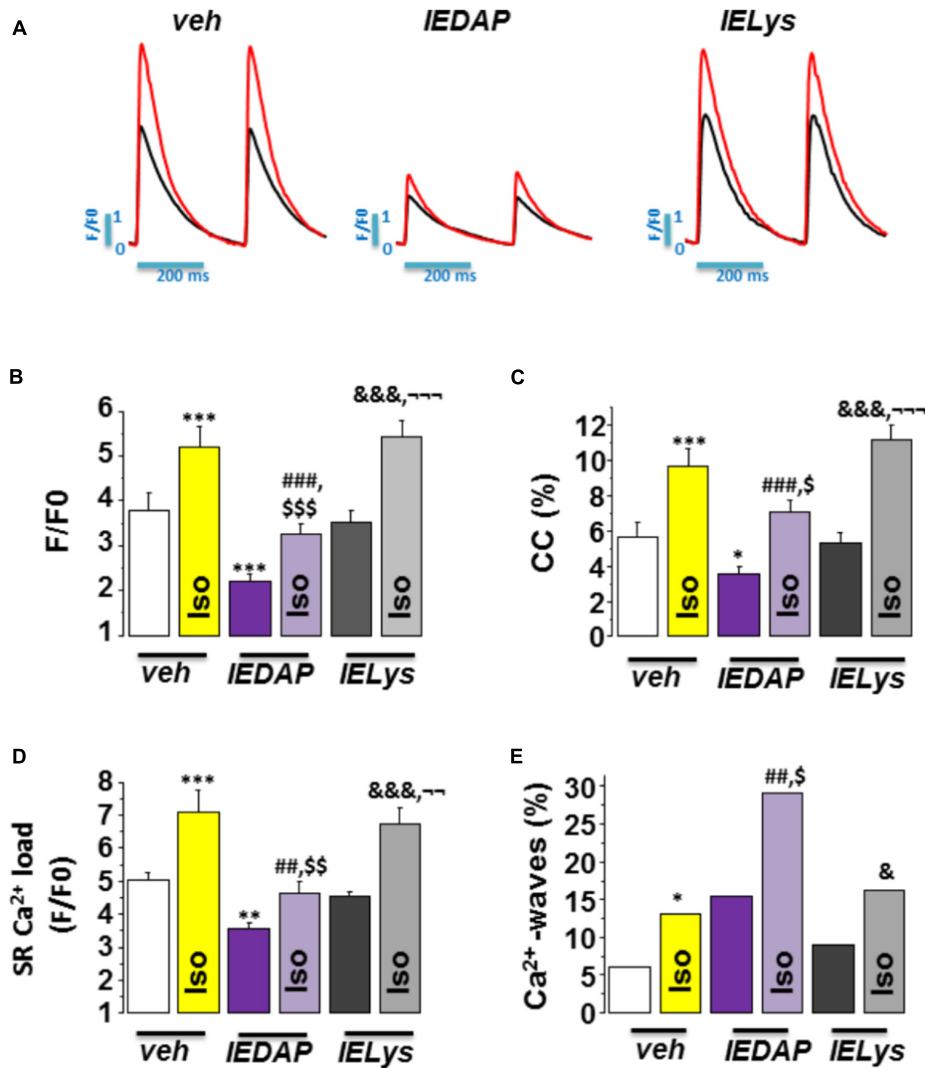 A
veh
IEDAP
IELys
F/F0
1
0
200 ms
F/F0
1
0
200 ms
F/F0
1
0
200 ms
B
F/F0
6
5
4
3
2
1
***
***
###,
$$$
&&&,¬¬¬
Iso
Iso
Iso
veh
IEDAP
IELys
C
CC (%)
12
10
8
6
4
2
0
***
*
###,$
&&&,¬¬¬
Iso
Iso
Iso
veh
IEDAP
IELys
D
SR Ca²⁺ load
(F/F0)
8
7
6
5
4
3
2
1
***
**
##,$$
&&&,¬¬
Iso
Iso
Iso
veh
IEDAP
IELys
E
Ca²⁺ -waves (%)
30
25
20
15
10
5
0
*
##,$
&
Iso
Iso
Iso
veh
IEDAP
IELys